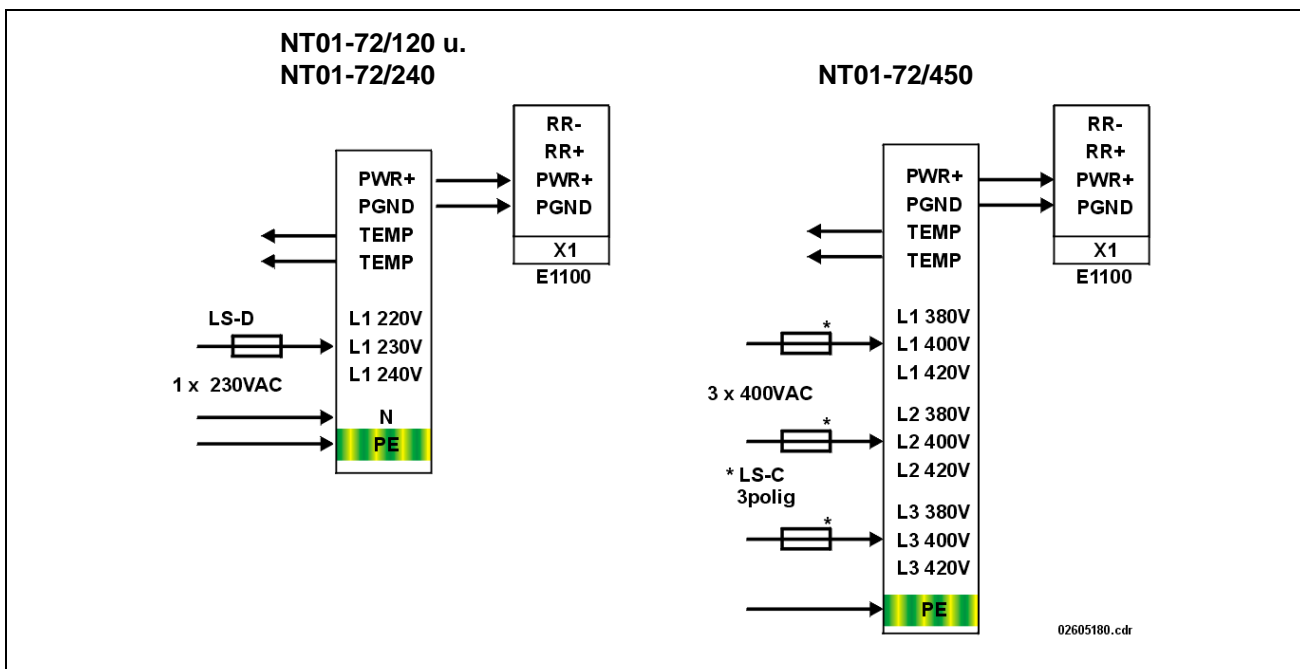 NT01-72/120 u.
NT01-72/240
PWR+
PGND
TEMP
TEMP
L1 220V
L1 230V
L1 240V
N
PE
LS-D
1 x 230VAC
RR-
RR+
PWR+
PGND
X1
E1100
NT01-72/450
PWR+
PGND
TEMP
TEMP
L1 380V
L1 400V
L1 420V
L2 380V
L2 400V
L2 420V
L3 380V
L3 400V
L3 420V
PE
*
3 x 400VAC
*
* LS-C
3polig
*
RR-
RR+
PWR+
PGND
X1
E1100
02605180.cdr